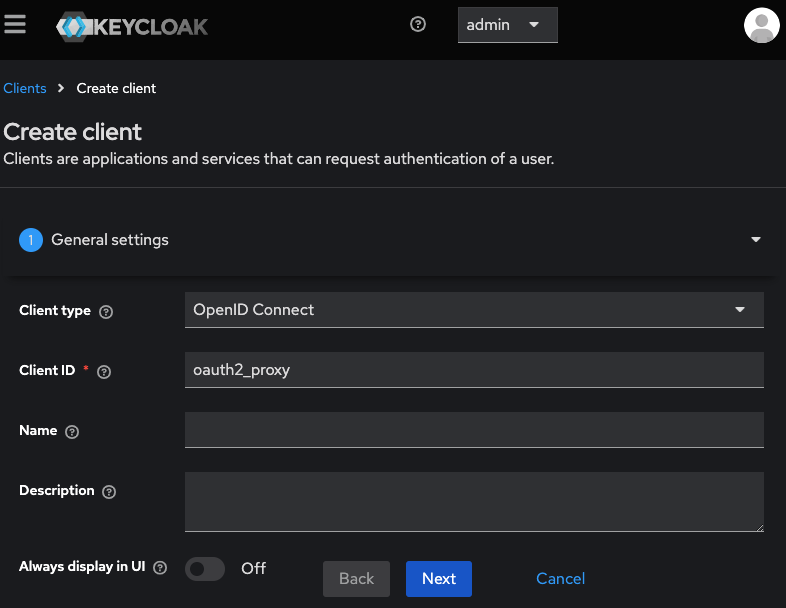 KEYCLOAK
admin
Clients > Create client
Create client
Clients are applications and services that can request authentication of a user.
1 General settings
Client type
OpenID Connect
Client ID *
oauth2_proxy
Name
Description
Always display in UI
Off
Back
Next
Cancel